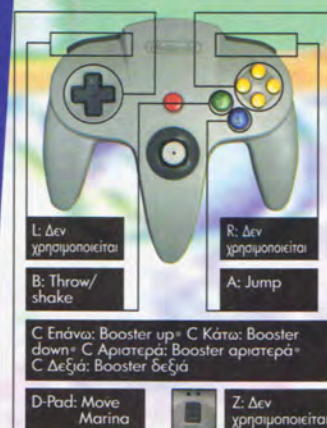 L: Δεν
χρησιμοποιείται
R: Δεν
χρησιμοποιείται
B: Throw/
shake
A: Jump
C Επάνω: Booster up* C Κάτω: Booster
down* C Αριστερά: Booster αριστερά*
C Δεξιά: Booster δεξιά
D-Pad: Move
Marina
Z: Δεν
χρησιμοποιείται